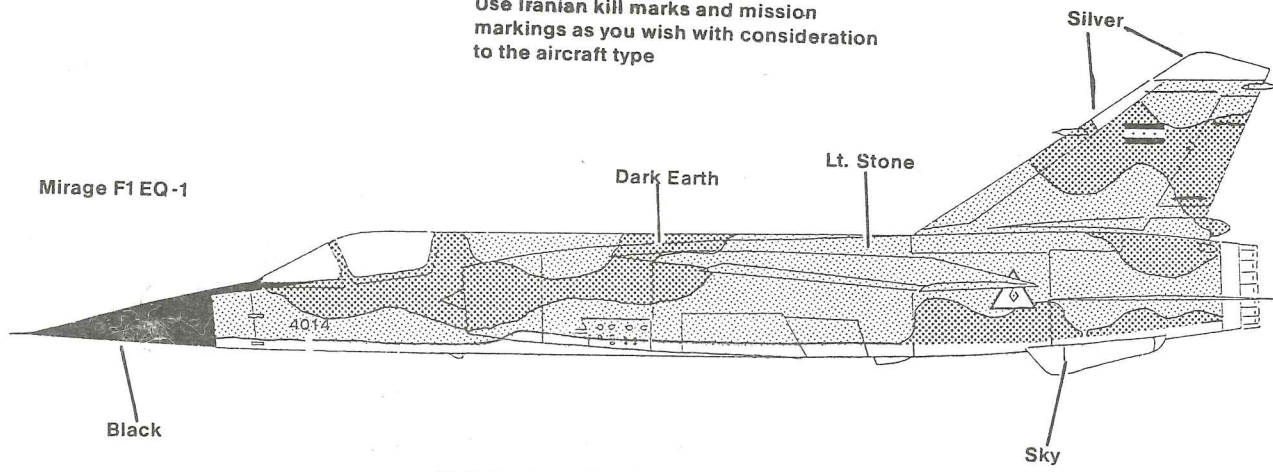 Use Iranian kill marks and mission
markings as you wish with consideration
to the aircraft type
Silver
Mirage F1 EQ-1
Dark Earth
Lt. Stone
4014
Black
Sky